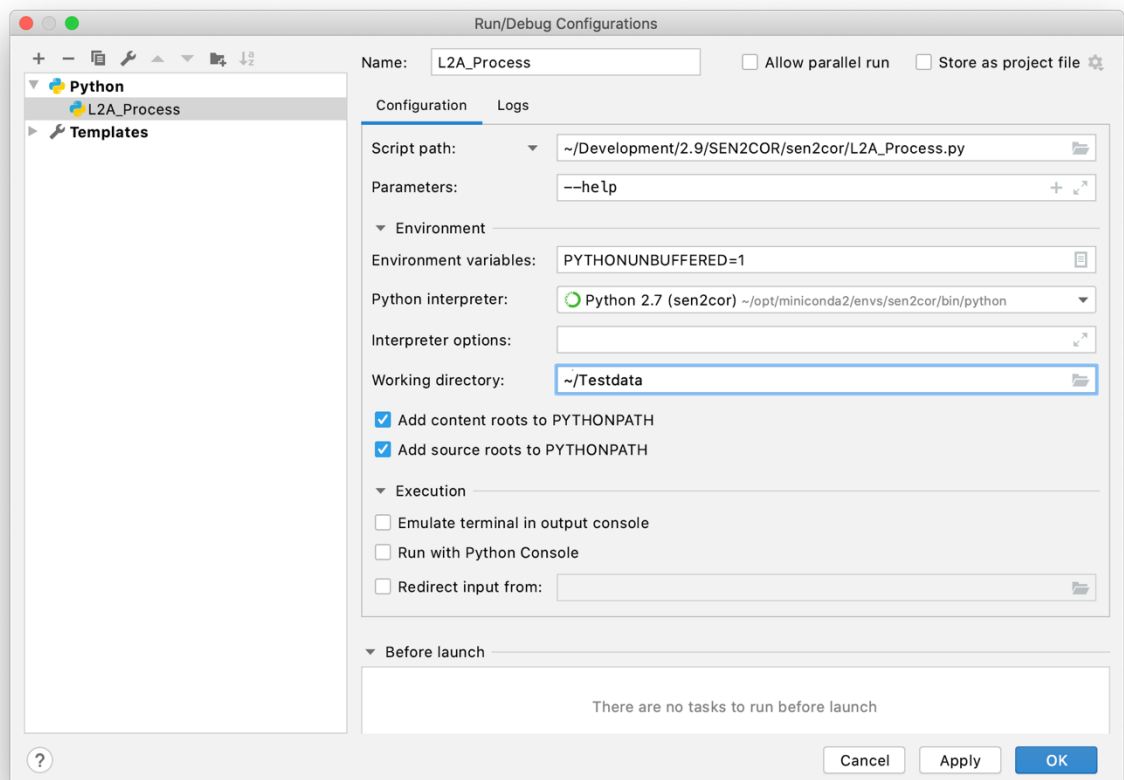 Run/Debug Configurations
Name: L2A_Process Allow parallel run Store as project file
Python
L2A_Process
Templates
Configuration Logs
Script path: ~/Development/2.9/SEN2COR/sen2cor/L2A_Process.py
Parameters: --help
Environment
Environment variables: PYTHONUNBUFFERED=1
Python interpreter: Python 2.7 (sen2cor) ~/opt/miniconda2/envs/sen2cor/bin/python
Interpreter options:
Working directory: ~/Testdata
Add content roots to PYTHONPATH
Add source roots to PYTHONPATH
Execution
Emulate terminal in output console
Run with Python Console
Redirect input from:
Before launch
There are no tasks to run before launch
? Cancel Apply OK